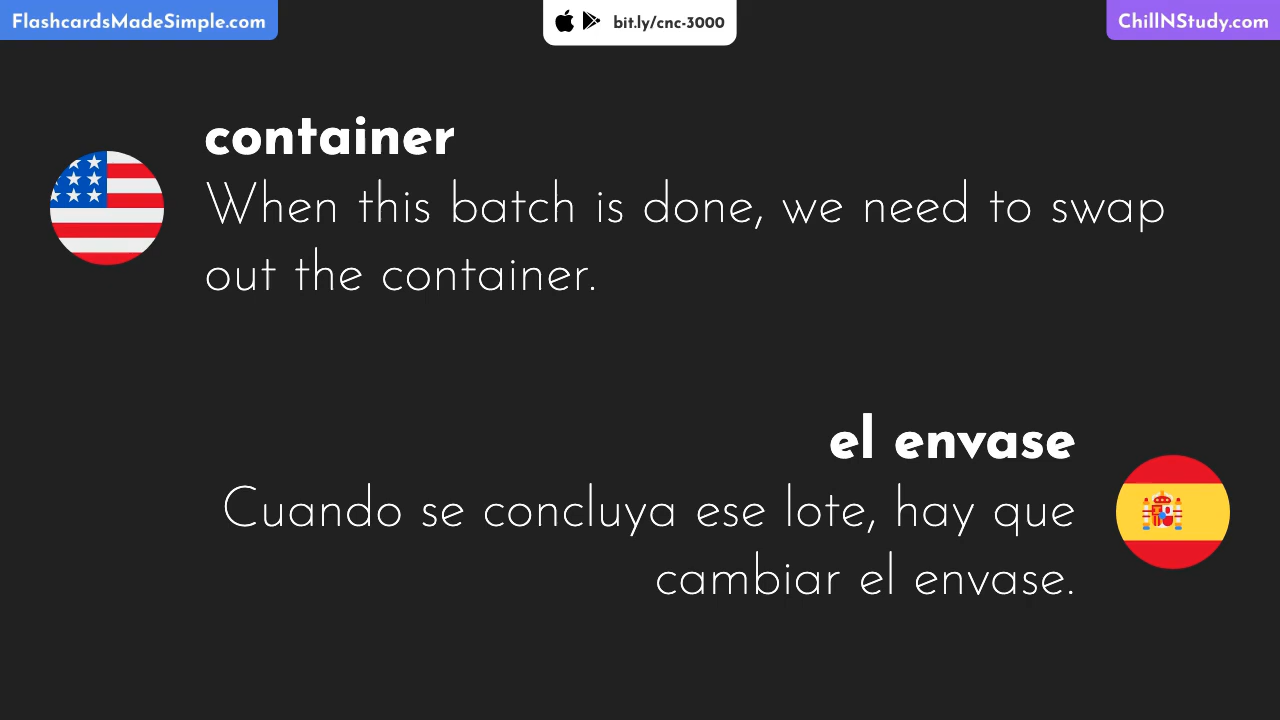 FlashcardsMadeSimple.com
bit.ly/cnc-3000
ChillNStudy.com
container
When this batch is done, we need to swap
out the container.
el envase
Cuando se concluya ese lote, hay que
cambiar el envase.